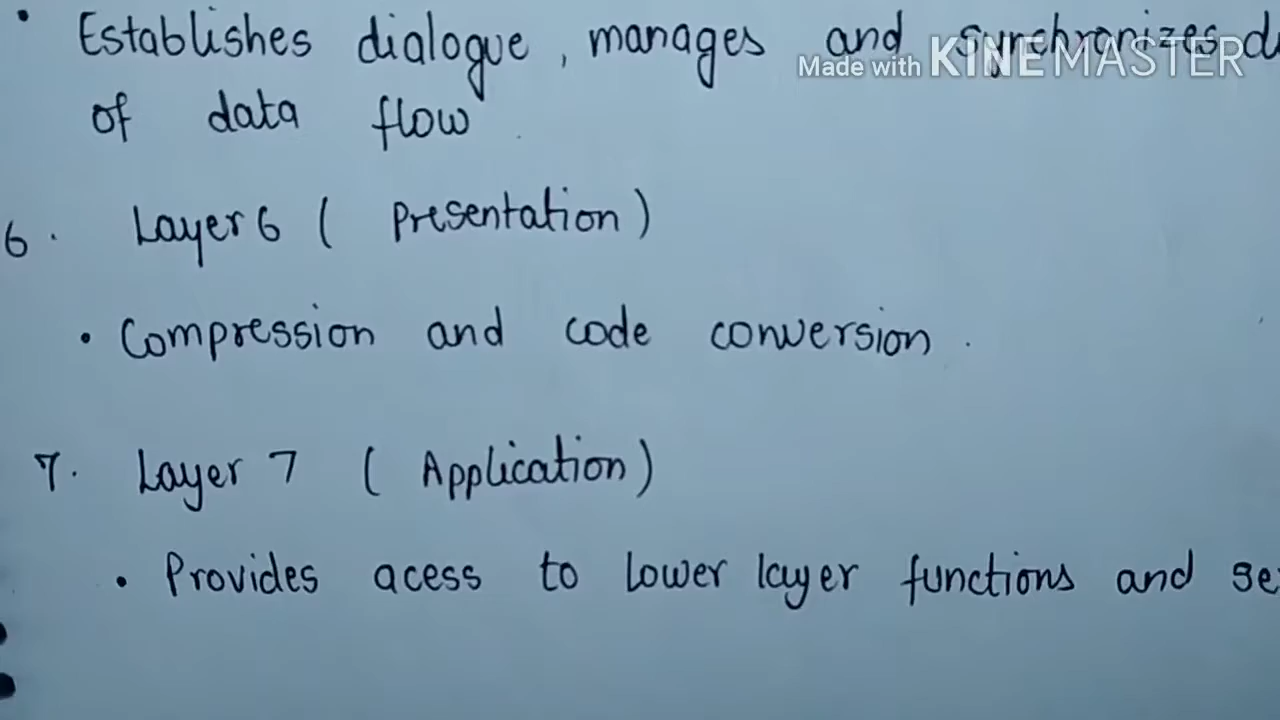 • Establishes dialogue, manages and synchronizes
Made with KINEMASTER
of data flow
6. Layer 6 ( Presentation )
• Compression and code conversion.
7. Layer 7 ( Application )
• Provides acess to lower layer functions and